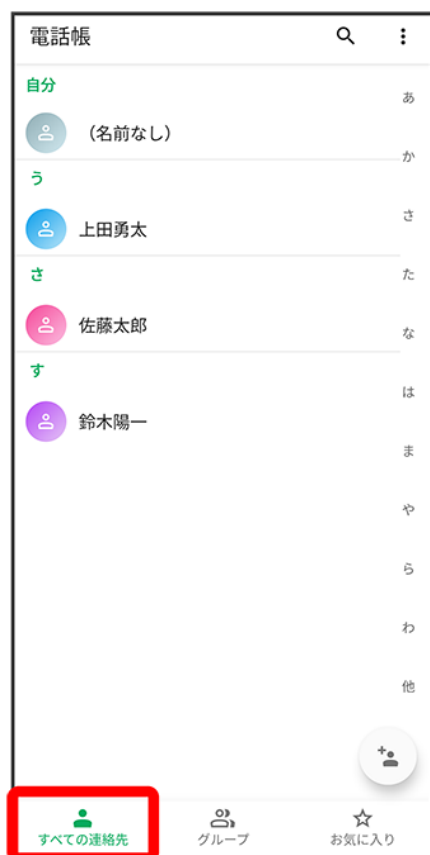 電話帳
自分
(名前なし)
う
上田勇太
さ
佐藤太郎
す
鈴木陽一
あ
か
さ
た
な
は
ま
や
ら
わ
他
すべての連絡先
グループ
お気に入り